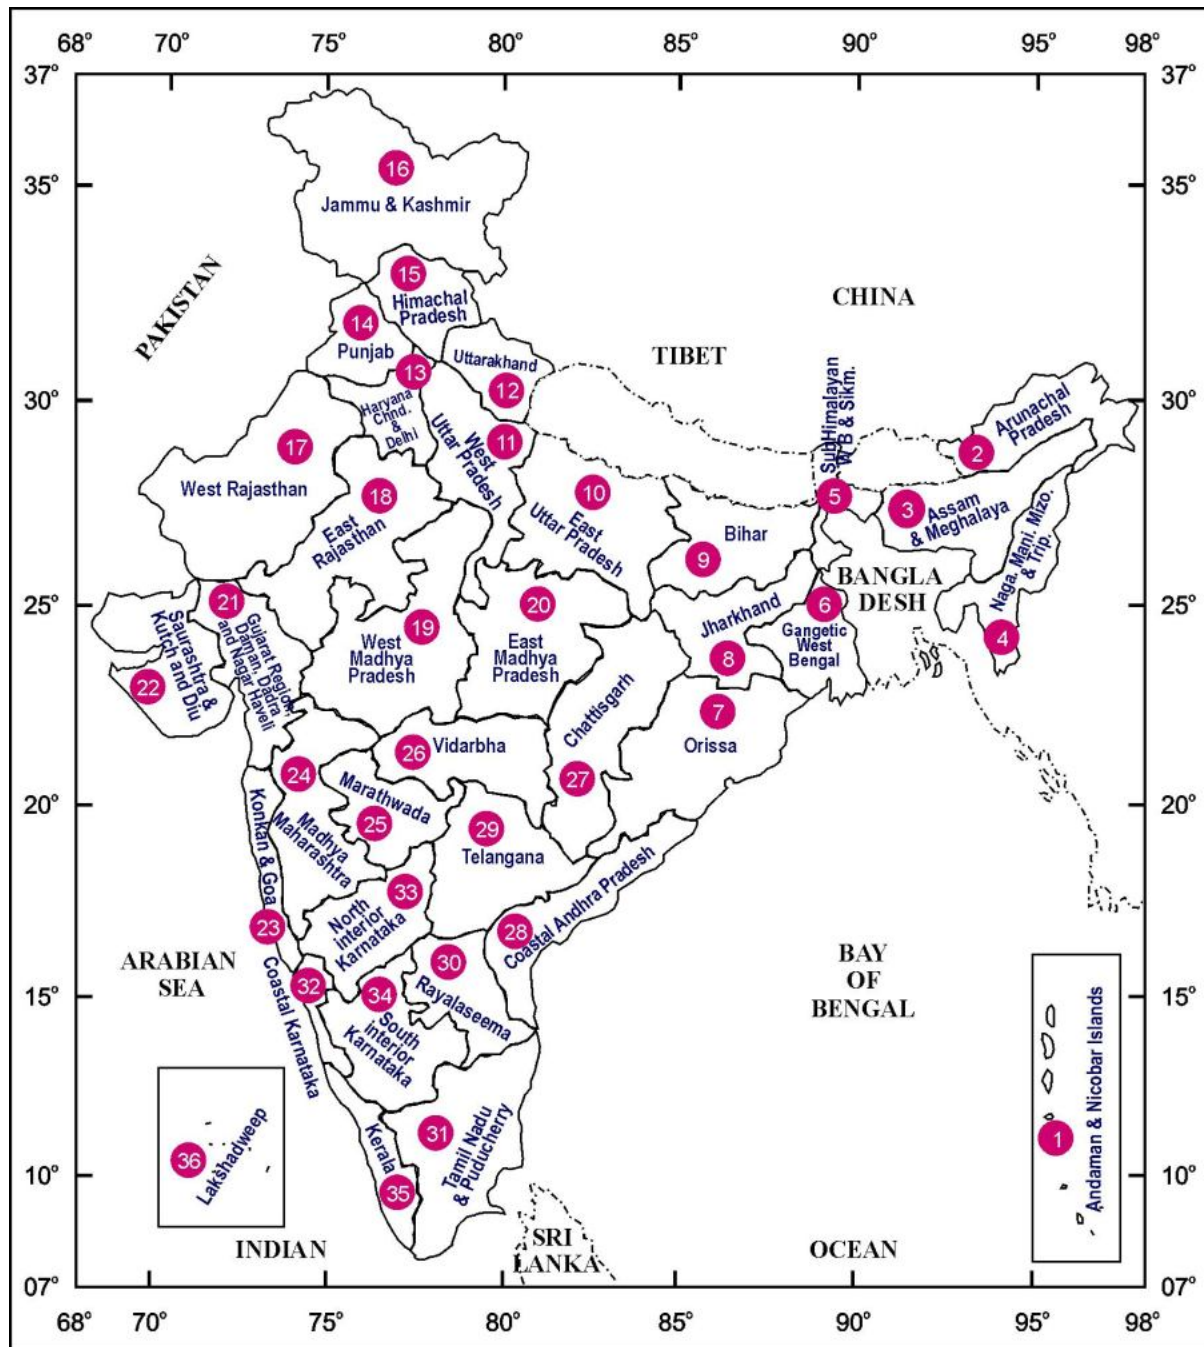 68° 70° 75° 80° 85° 90° 95° 98°
37° 37°
16
35° Jammu & Kashmir 35°
15
Himachal
Pradesh
PAKISTAN
CHINA
14
Punjab
TIBET
Uttarakhand
13
12
30° 30°
Haryana
Chnd.
&
Delhi
West
Uttar Pradesh
11
SubHimalayan
W B & Sikm.
Arunachal
Pradesh
2
17
West Rajasthan
18
East
Rajasthan
10
East
Uttar Pradesh
5
3
Assam
& Meghalaya
Naga. Mani. Mizo.
& Trip.
Bihar
9
BANGLA
DESH
25° 25°
21
Gujarat Region,
Daman, Dadra
and Nagar Haveli
Saurashtra &
Kutch and Diu
22
19
West
Madhya
Pradesh
20
East
Madhya
Pradesh
Jharkhand
8
6
Gangetic
West
Bengal
4
Chattisgarh
7
Orissa
26
Vidarbha
27
24
20° 20°
Marathwada
25
Madhya
Maharashtra
Konkan & Goa
29
Telangana
33
North
interior
Karnataka
23
28
Coastal Andhra Pradesh
ARABIAN
SEA
BAY
OF
BENGAL
30
Rayalaseema
32
Coastal Karnataka
34
South
interior
Karnataka
15° 15°
Andaman & Nicobar Islands
1
31
Tamil Nadu
& Puducherry
Kerala
35
36
Lakshadweep
10° 10°
INDIAN
SRI
LANKA
OCEAN
07° 07°
68° 70° 75° 80° 85° 90° 95° 98°